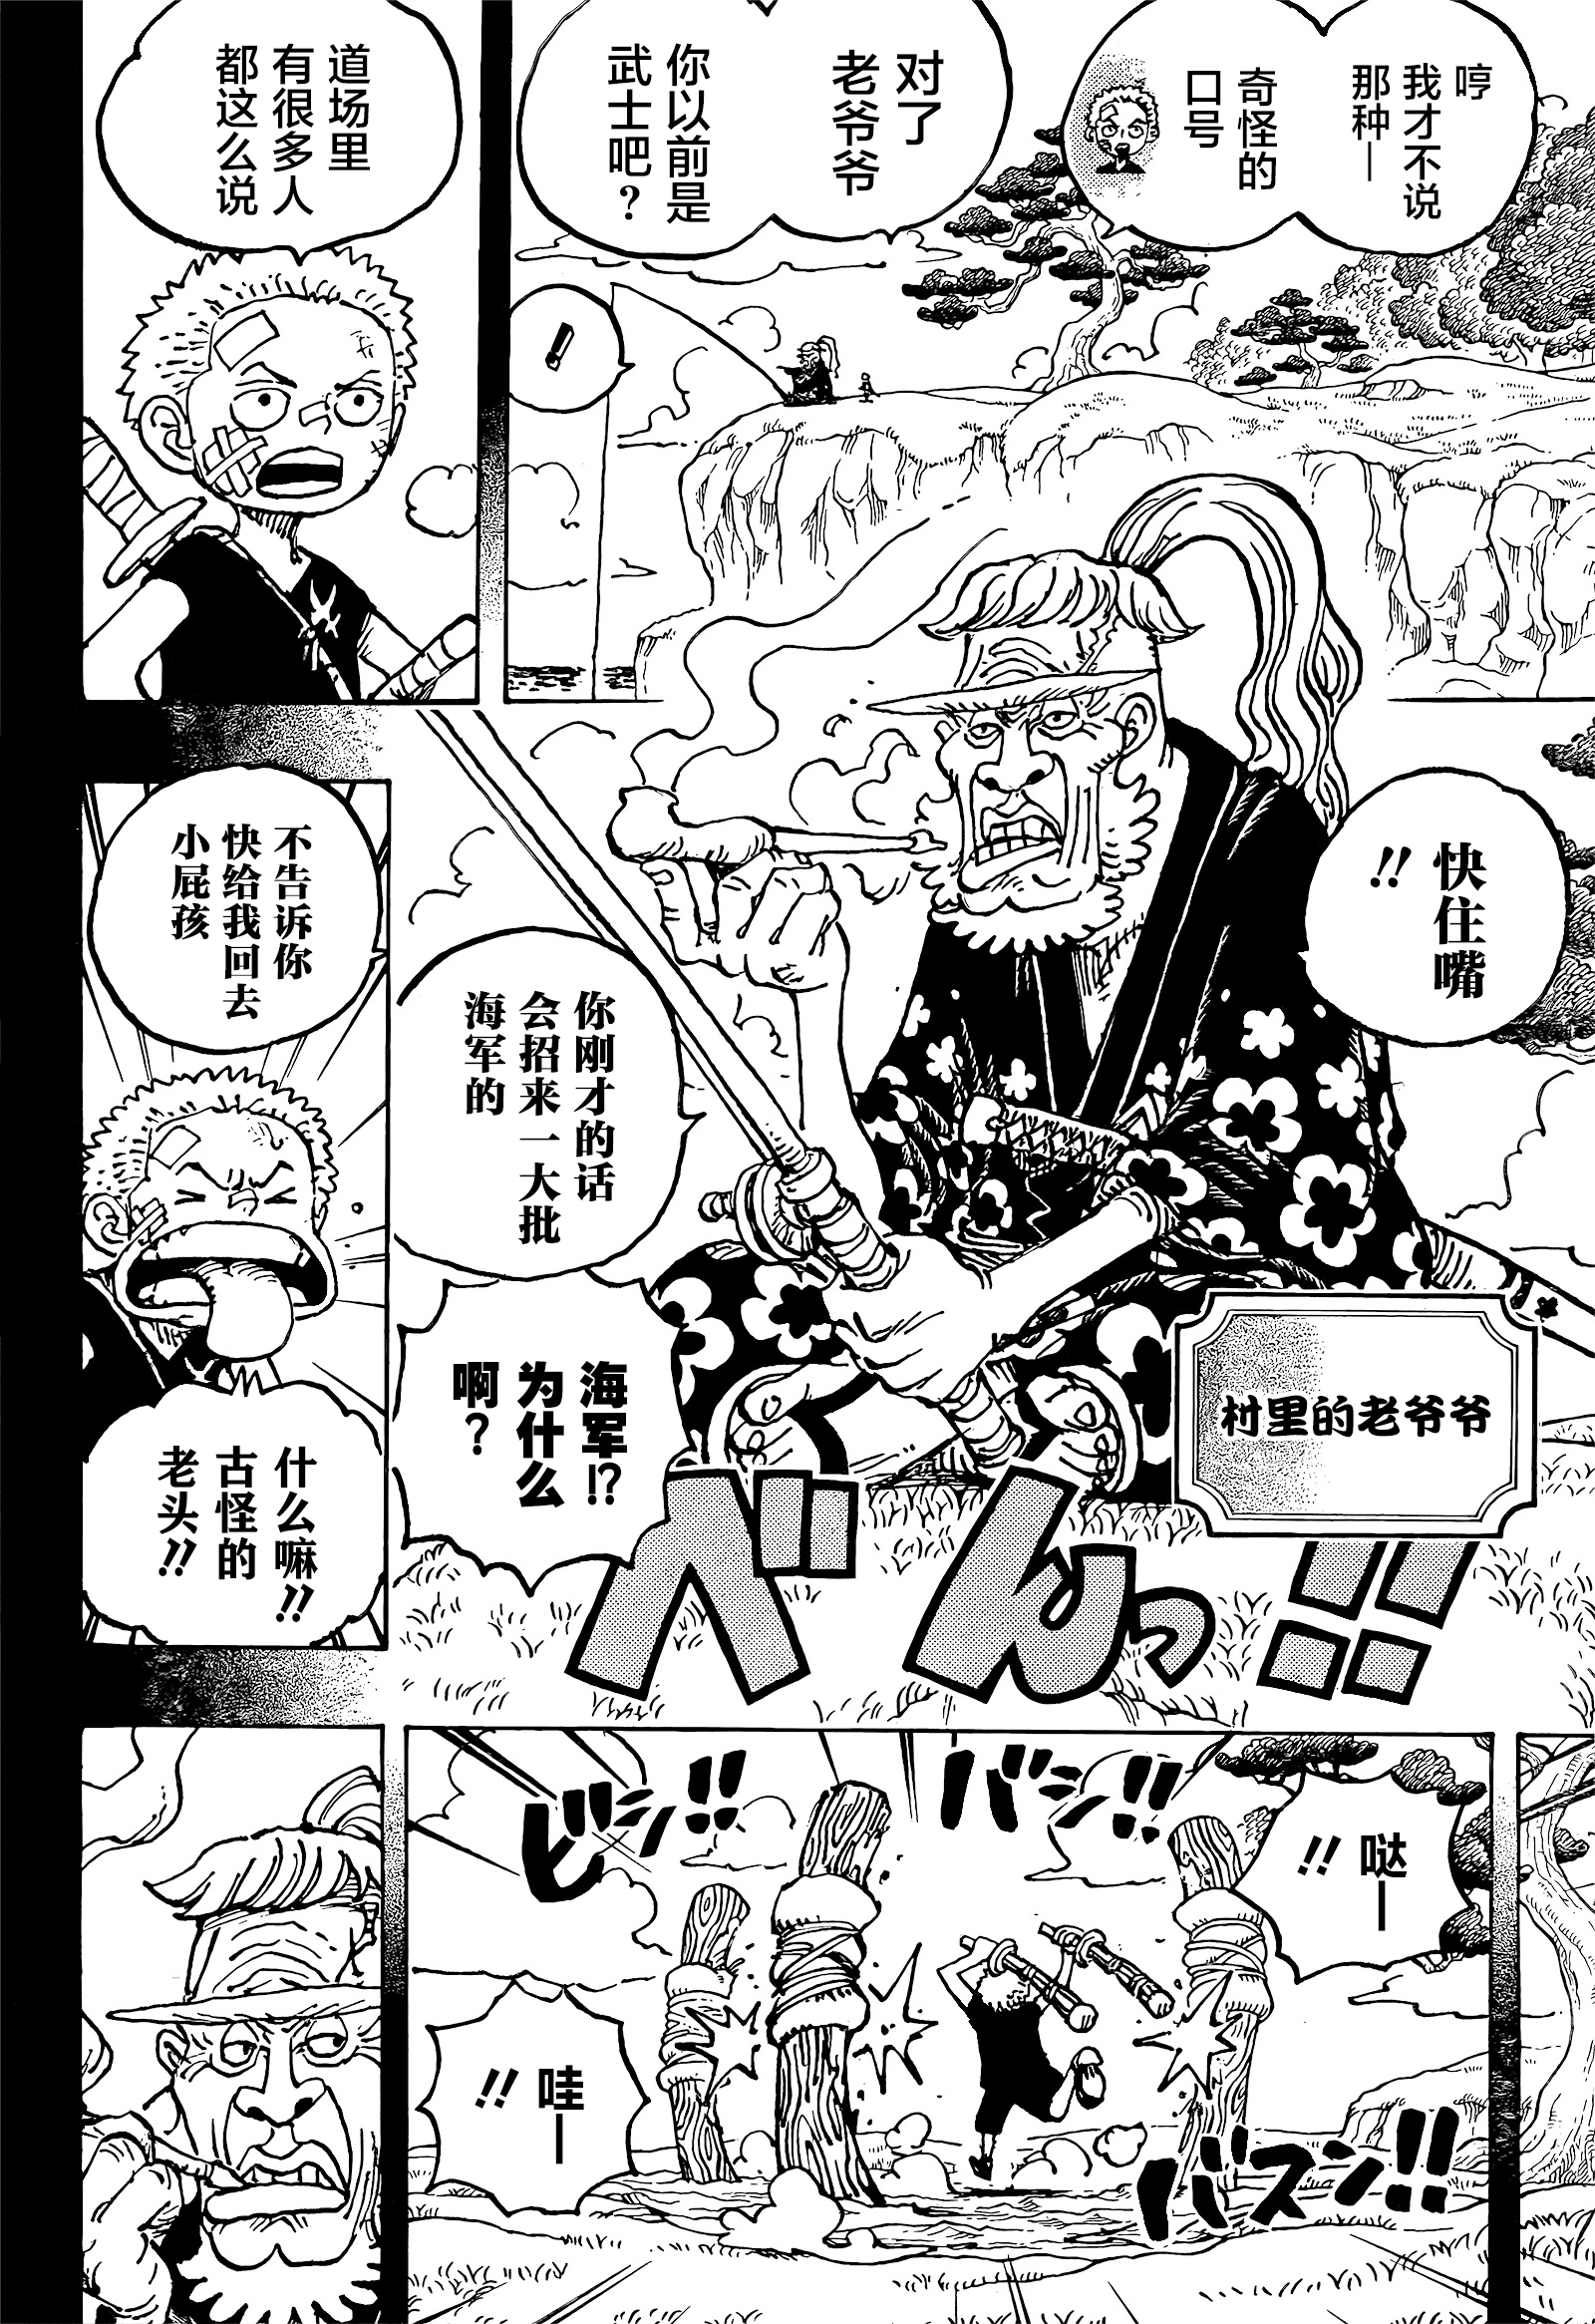 哼
我才不说
那种—
奇怪的
口号
对了
老爷爷
你以前是
武士吧？
！
道场里
有很多人
都这么说
快住嘴
!!
村里的老爷爷
你刚才的话
会招来一大批
海军的
海军!?
为什么
啊？
べんっ!!
不告诉你
快给我回去
小屁孩
什么嘛!!
古怪的
老头!!
哒—
!!
バシ!!
ビシ!!
バスン!!
哇—
!!